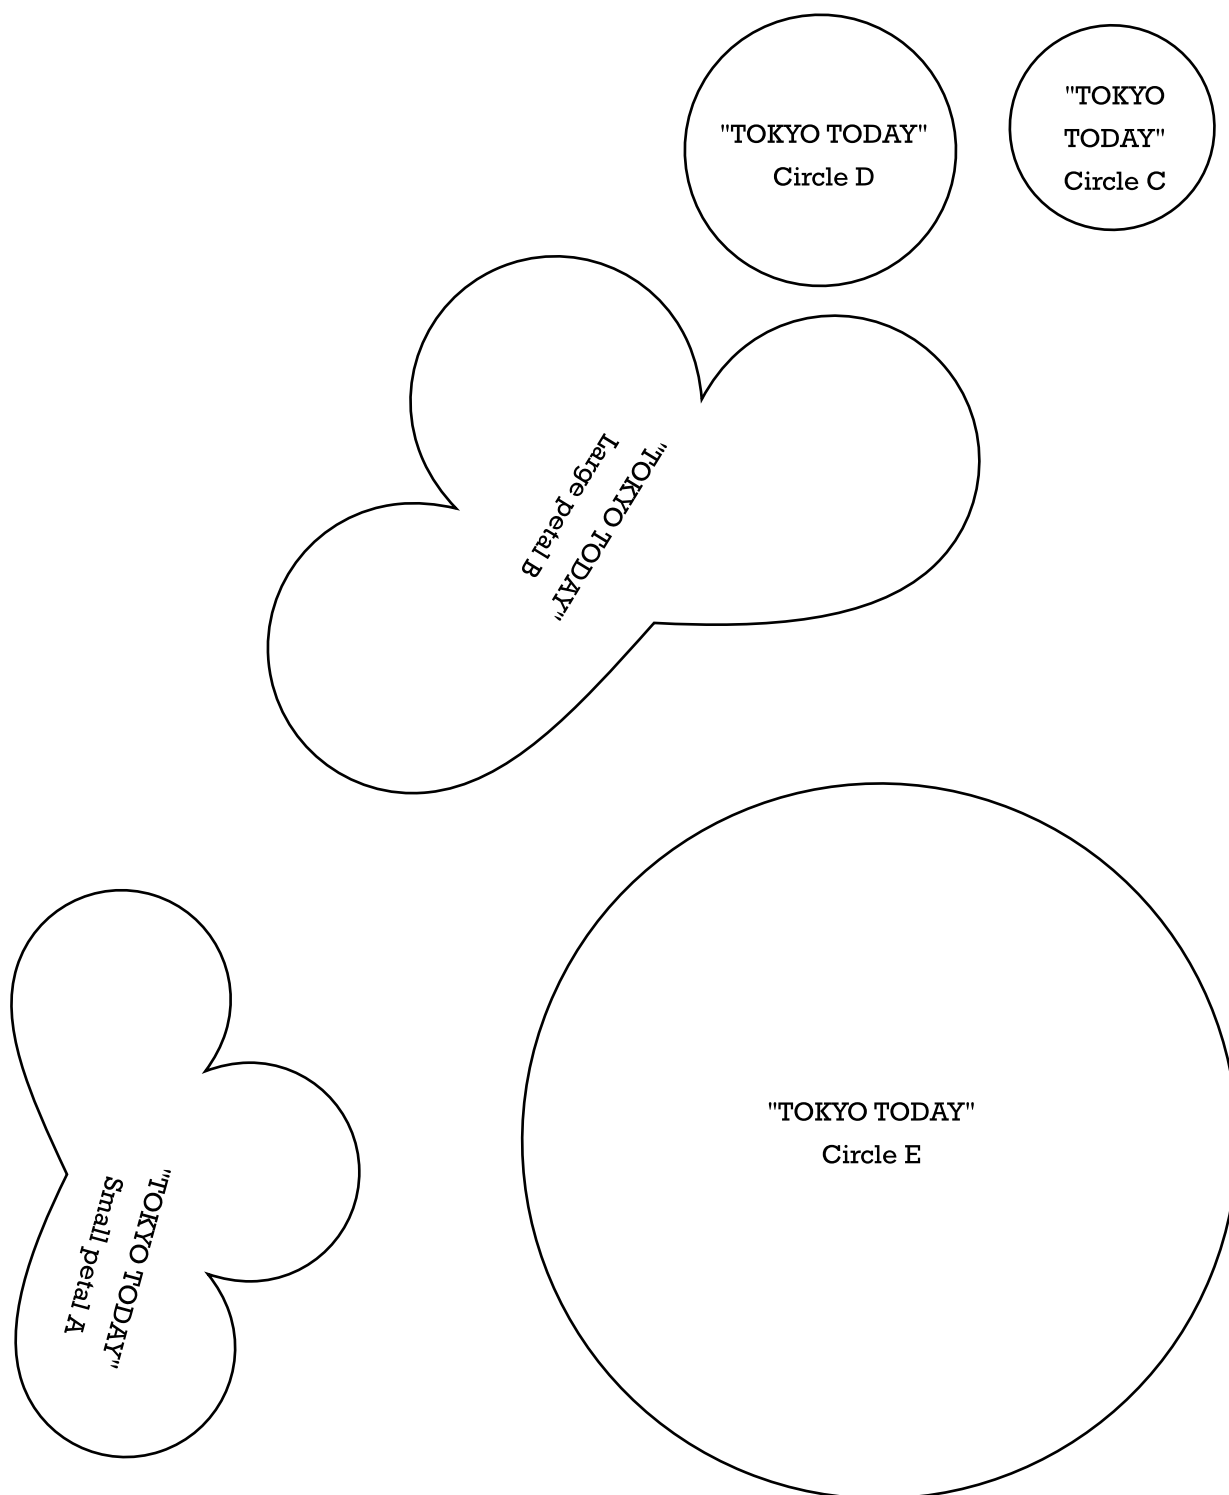 "TOKYO TODAY"
Circle D
"TOKYO
TODAY"
Circle C
"TOKYO TODAY"
Large petal B
"TOKYO TODAY"
Circle E
"TOKYO TODAY"
Small petal A